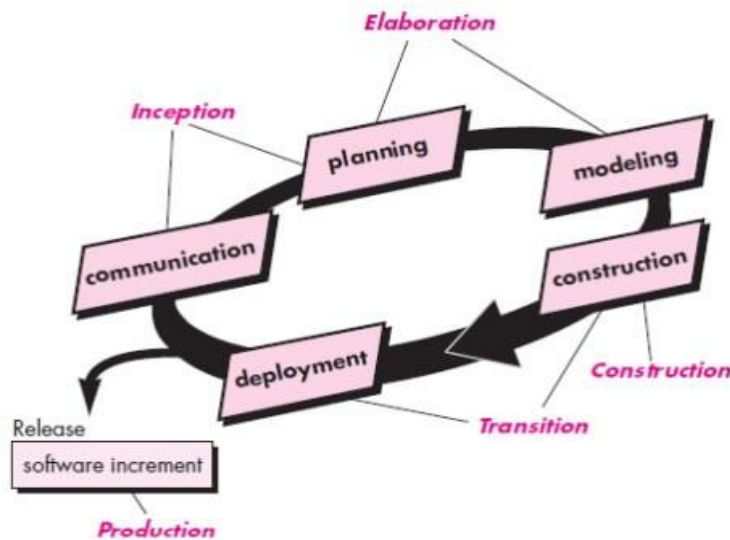 Elaboration
Inception
planning
modeling
communication
construction
deployment
Construction
Release
Transition
software increment
Production